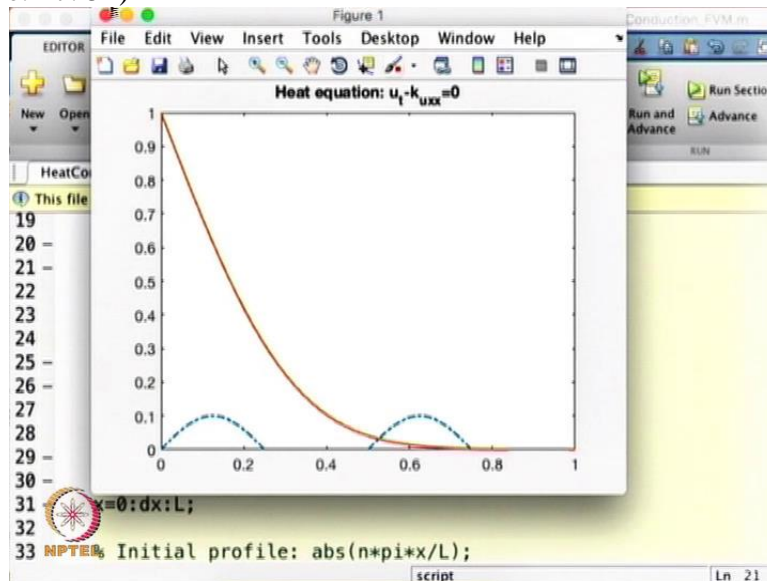 Figure 1
Conduction_FVM.m
EDITOR
File Edit View Insert Tools Desktop Window Help
New Open
Run Sectio
Run and Advance
Advance
RUN
HeatCo
This file
Heat equation: u_t-k_uxx=0
1
0.9
0.8
0.7
0.6
0.5
0.4
0.3
0.2
0.1
0
0 0.2 0.4 0.6 0.8 1
19
20 –
21 –
22
23
24
25 –
26 –
27
28
29 –
30 –
31 x=0:dx:L;
32
33 % Initial profile: abs(n*pi*x/L);
NPTEL
script Ln 21